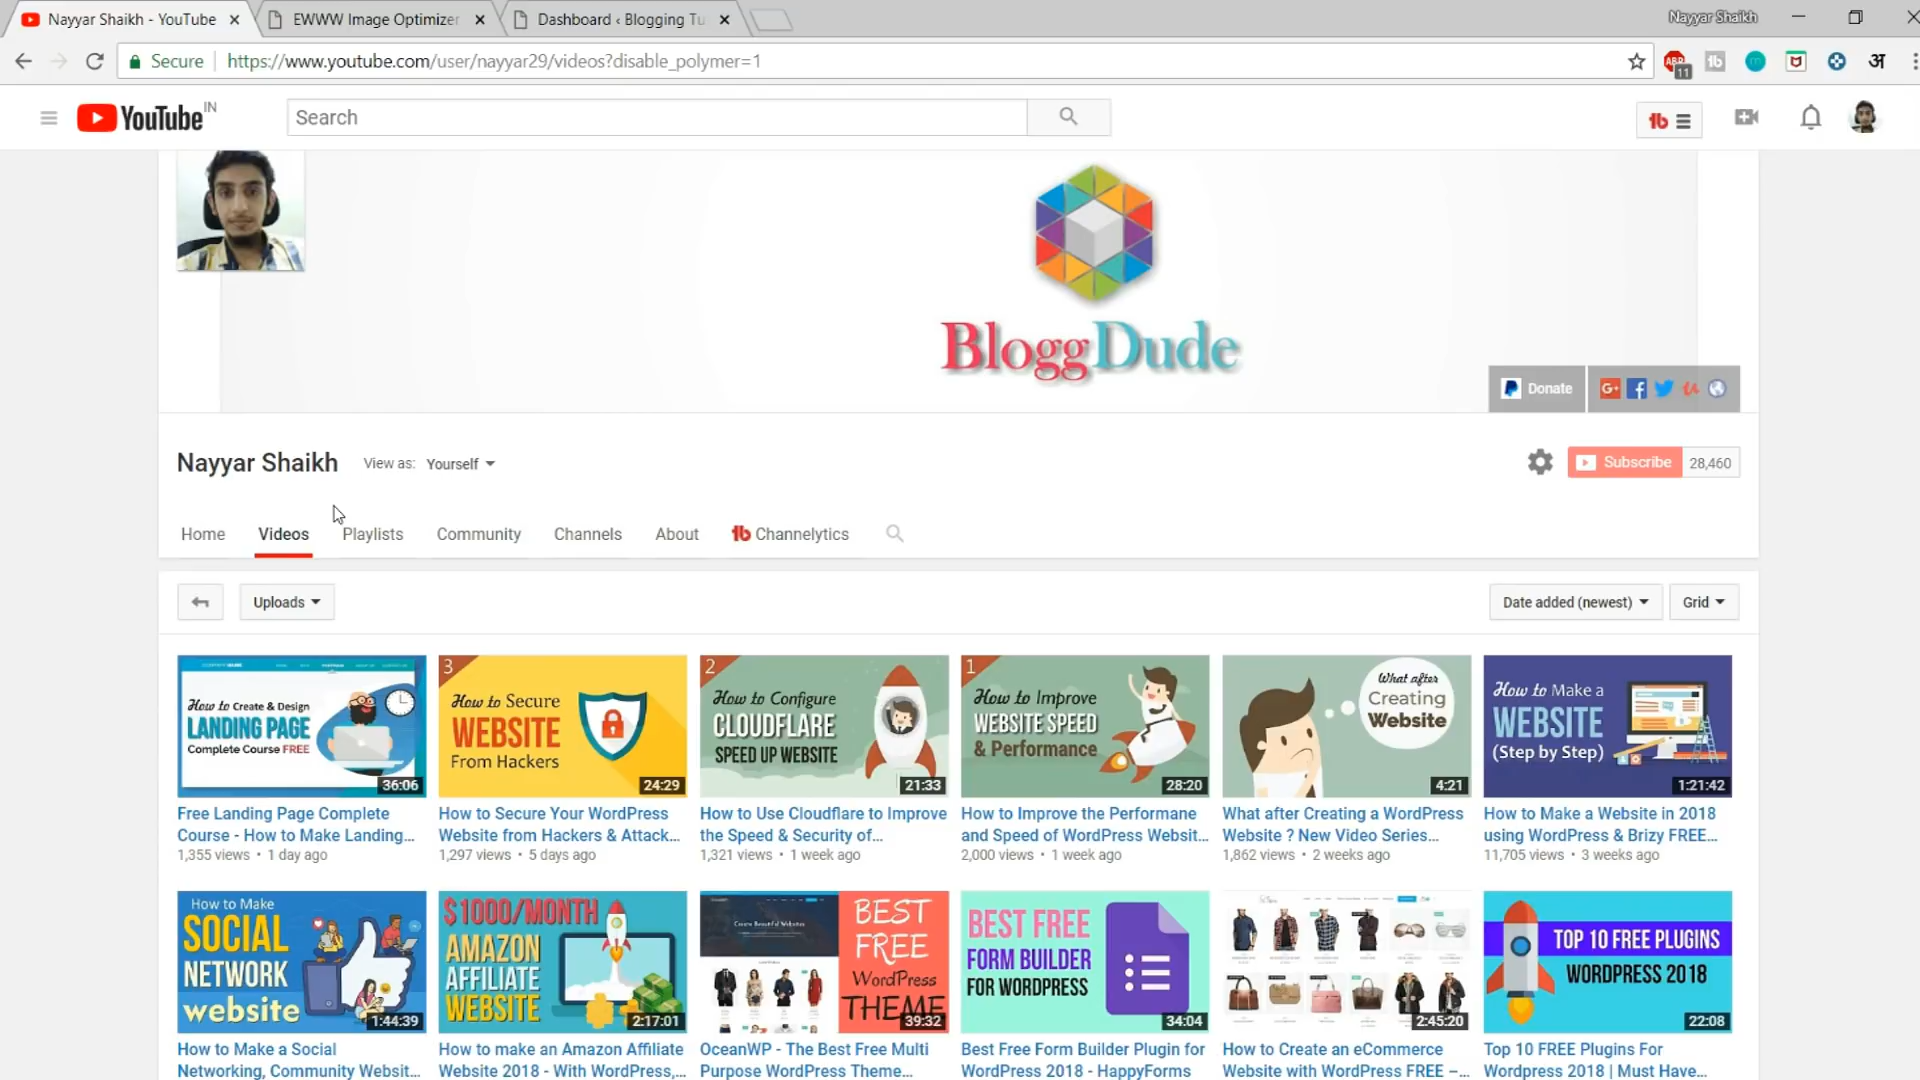 Nayyar Shaikh - YouTube
EWWW Image Optimizer
Dashboard ‹ Blogging Tu
Nayyar Shaikh
Secure
https://www.youtube.com/user/nayyar29/videos?disable_polymer=1
ABP
11
अ
YouTube IN
Search
BloggDude
Donate
Nayyar Shaikh
View as: Yourself
Subscribe 28,460
Home
Videos
Playlists
Community
Channels
About
Channelytics
Uploads
Date added (newest)
Grid
How to Create & Design
LANDING PAGE
Complete Course FREE
36:06
3
How to Secure
WEBSITE
From Hackers
24:29
2
How to Configure
CLOUDFLARE
SPEED UP WEBSITE
21:33
1
How to Improve
WEBSITE SPEED
& Performance
28:20
What after
Creating
Website
4:21
How to Make a
WEBSITE
(Step by Step)
1:21:42
Free Landing Page Complete
Course - How to Make Landing...
1,355 views • 1 day ago
How to Secure Your WordPress
Website from Hackers & Attack...
1,297 views • 5 days ago
How to Use Cloudflare to Improve
the Speed & Security of...
1,321 views • 1 week ago
How to Improve the Performane
and Speed of WordPress Websit...
2,000 views • 1 week ago
What after Creating a WordPress
Website ? New Video Series...
1,862 views • 2 weeks ago
How to Make a Website in 2018
using WordPress & Brizy FREE...
11,705 views • 3 weeks ago
How to Make
SOCIAL
NETWORK
website
1:44:39
$1000/MONTH
AMAZON
AFFILIATE
WEBSITE
2:17:01
Create Beautiful Websites
BEST
FREE
WordPress
THEME
39:32
BEST FREE
FORM BUILDER
FOR WORDPRESS
34:04
2:45:20
TOP 10 FREE PLUGINS
WORDPRESS 2018
22:08
How to Make a Social
Networking, Community Websit...
How to make an Amazon Affiliate
Website 2018 - With WordPress,...
OceanWP - The Best Free Multi
Purpose WordPress Theme...
Best Free Form Builder Plugin for
WordPress 2018 - HappyForms
How to Create an eCommerce
Website with WordPress FREE –...
Top 10 FREE Plugins For
Wordpress 2018 | Must Have...